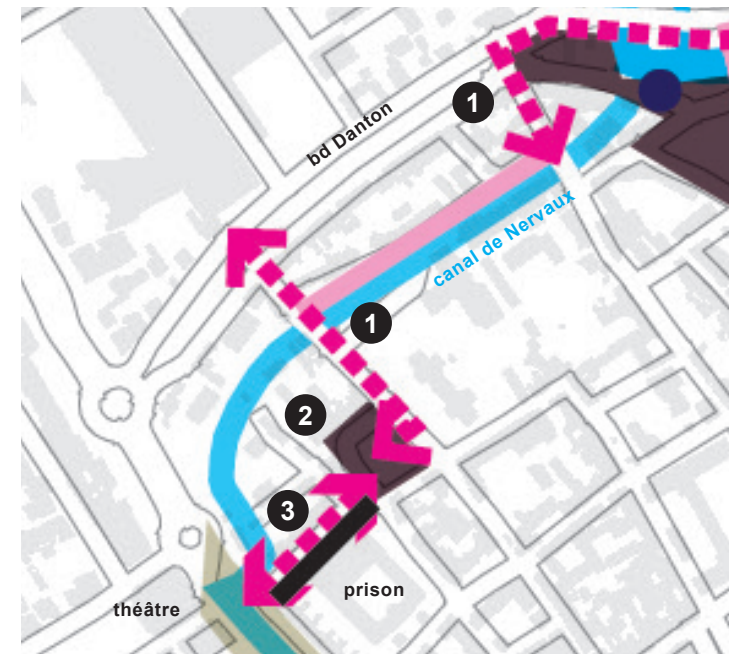 1
bd Danton
canal de Nervaux
1
2
3
prison
théâtre